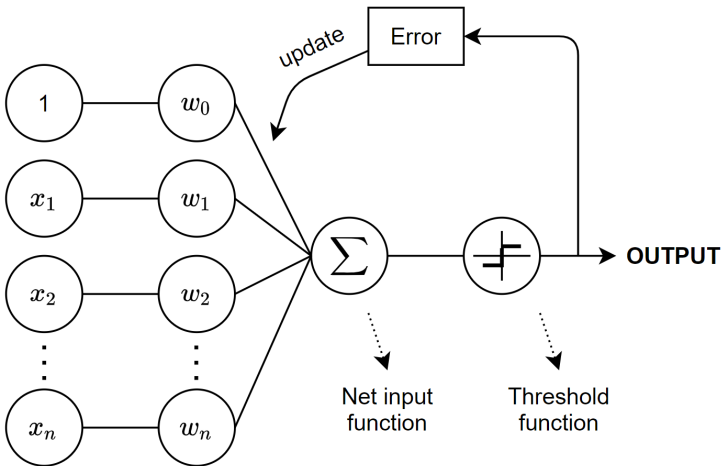 update
Error
1
w₀
x₁
w₁
Σ
OUTPUT
x₂
w₂
xₙ
wₙ
Net input
function
Threshold
function